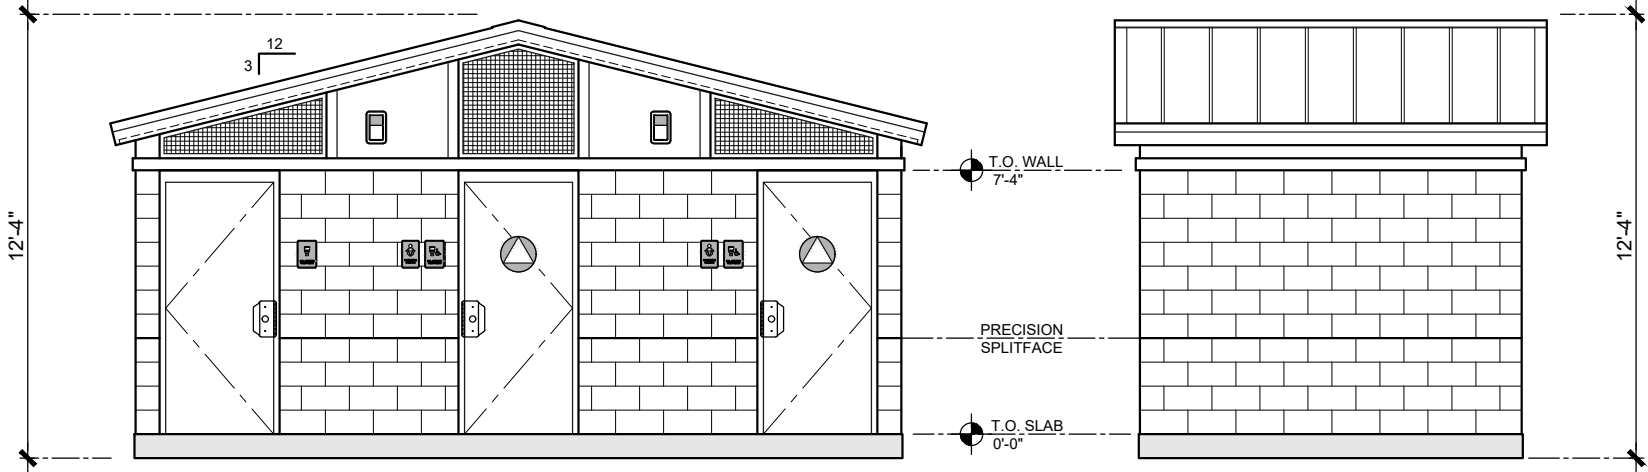 12
3
T.O. WALL
7'-4"
12'-4"
12'-4"
PRECISION
SPLITFACE
T.O. SLAB
0'-0"